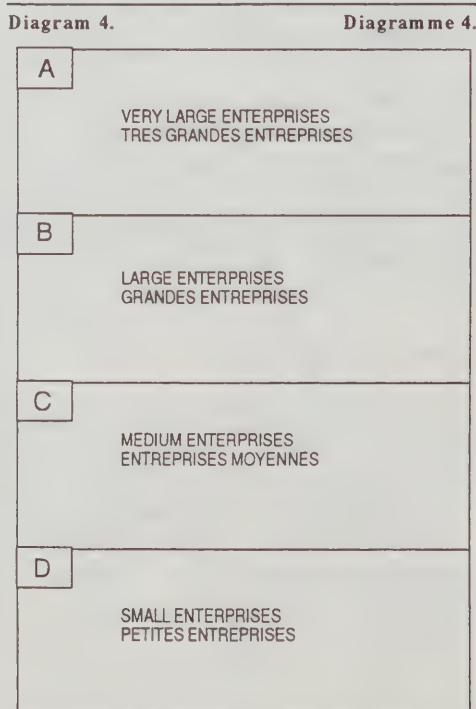 Diagram 4.
Diagramme 4.
A
VERY LARGE ENTERPRISES
TRES GRANDES ENTREPRISES
B
LARGE ENTERPRISES
GRANDES ENTREPRISES
C
MEDIUM ENTERPRISES
ENTREPRISES MOYENNES
D
SMALL ENTERPRISES
PETITES ENTREPRISES